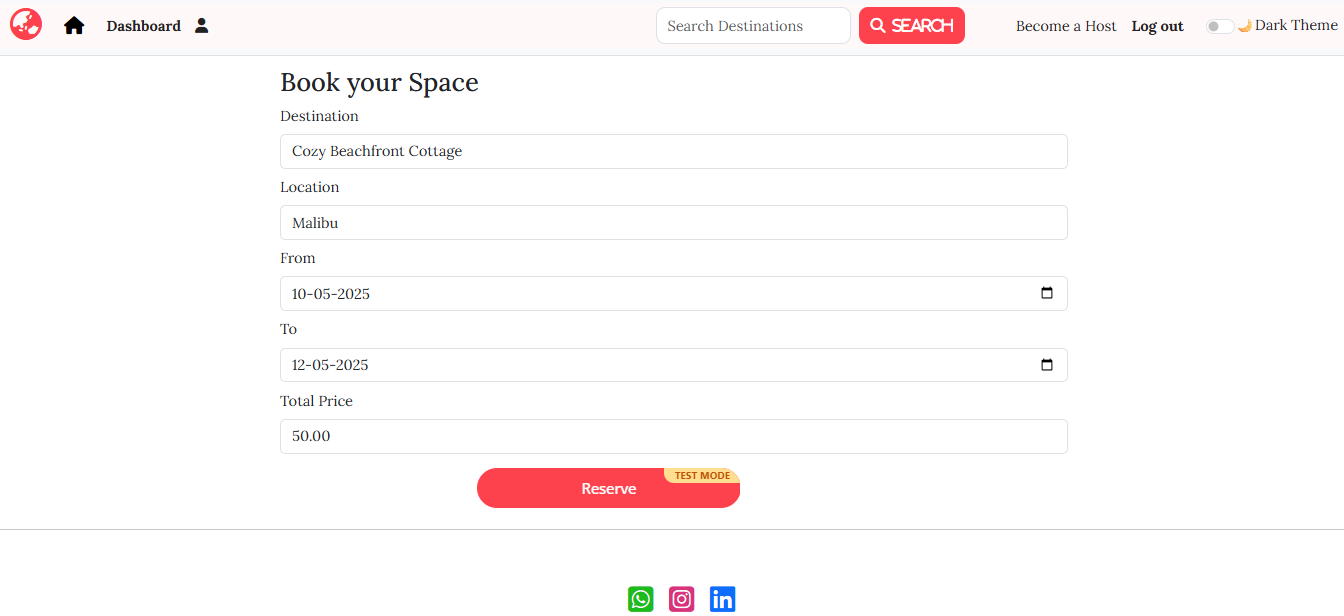 Dashboard
Search Destinations
SEARCH
Become a Host
Log out
🌙 Dark Theme
Book your Space
Destination
Cozy Beachfront Cottage
Location
Malibu
From
10-05-2025
To
12-05-2025
Total Price
50.00
TEST MODE
Reserve